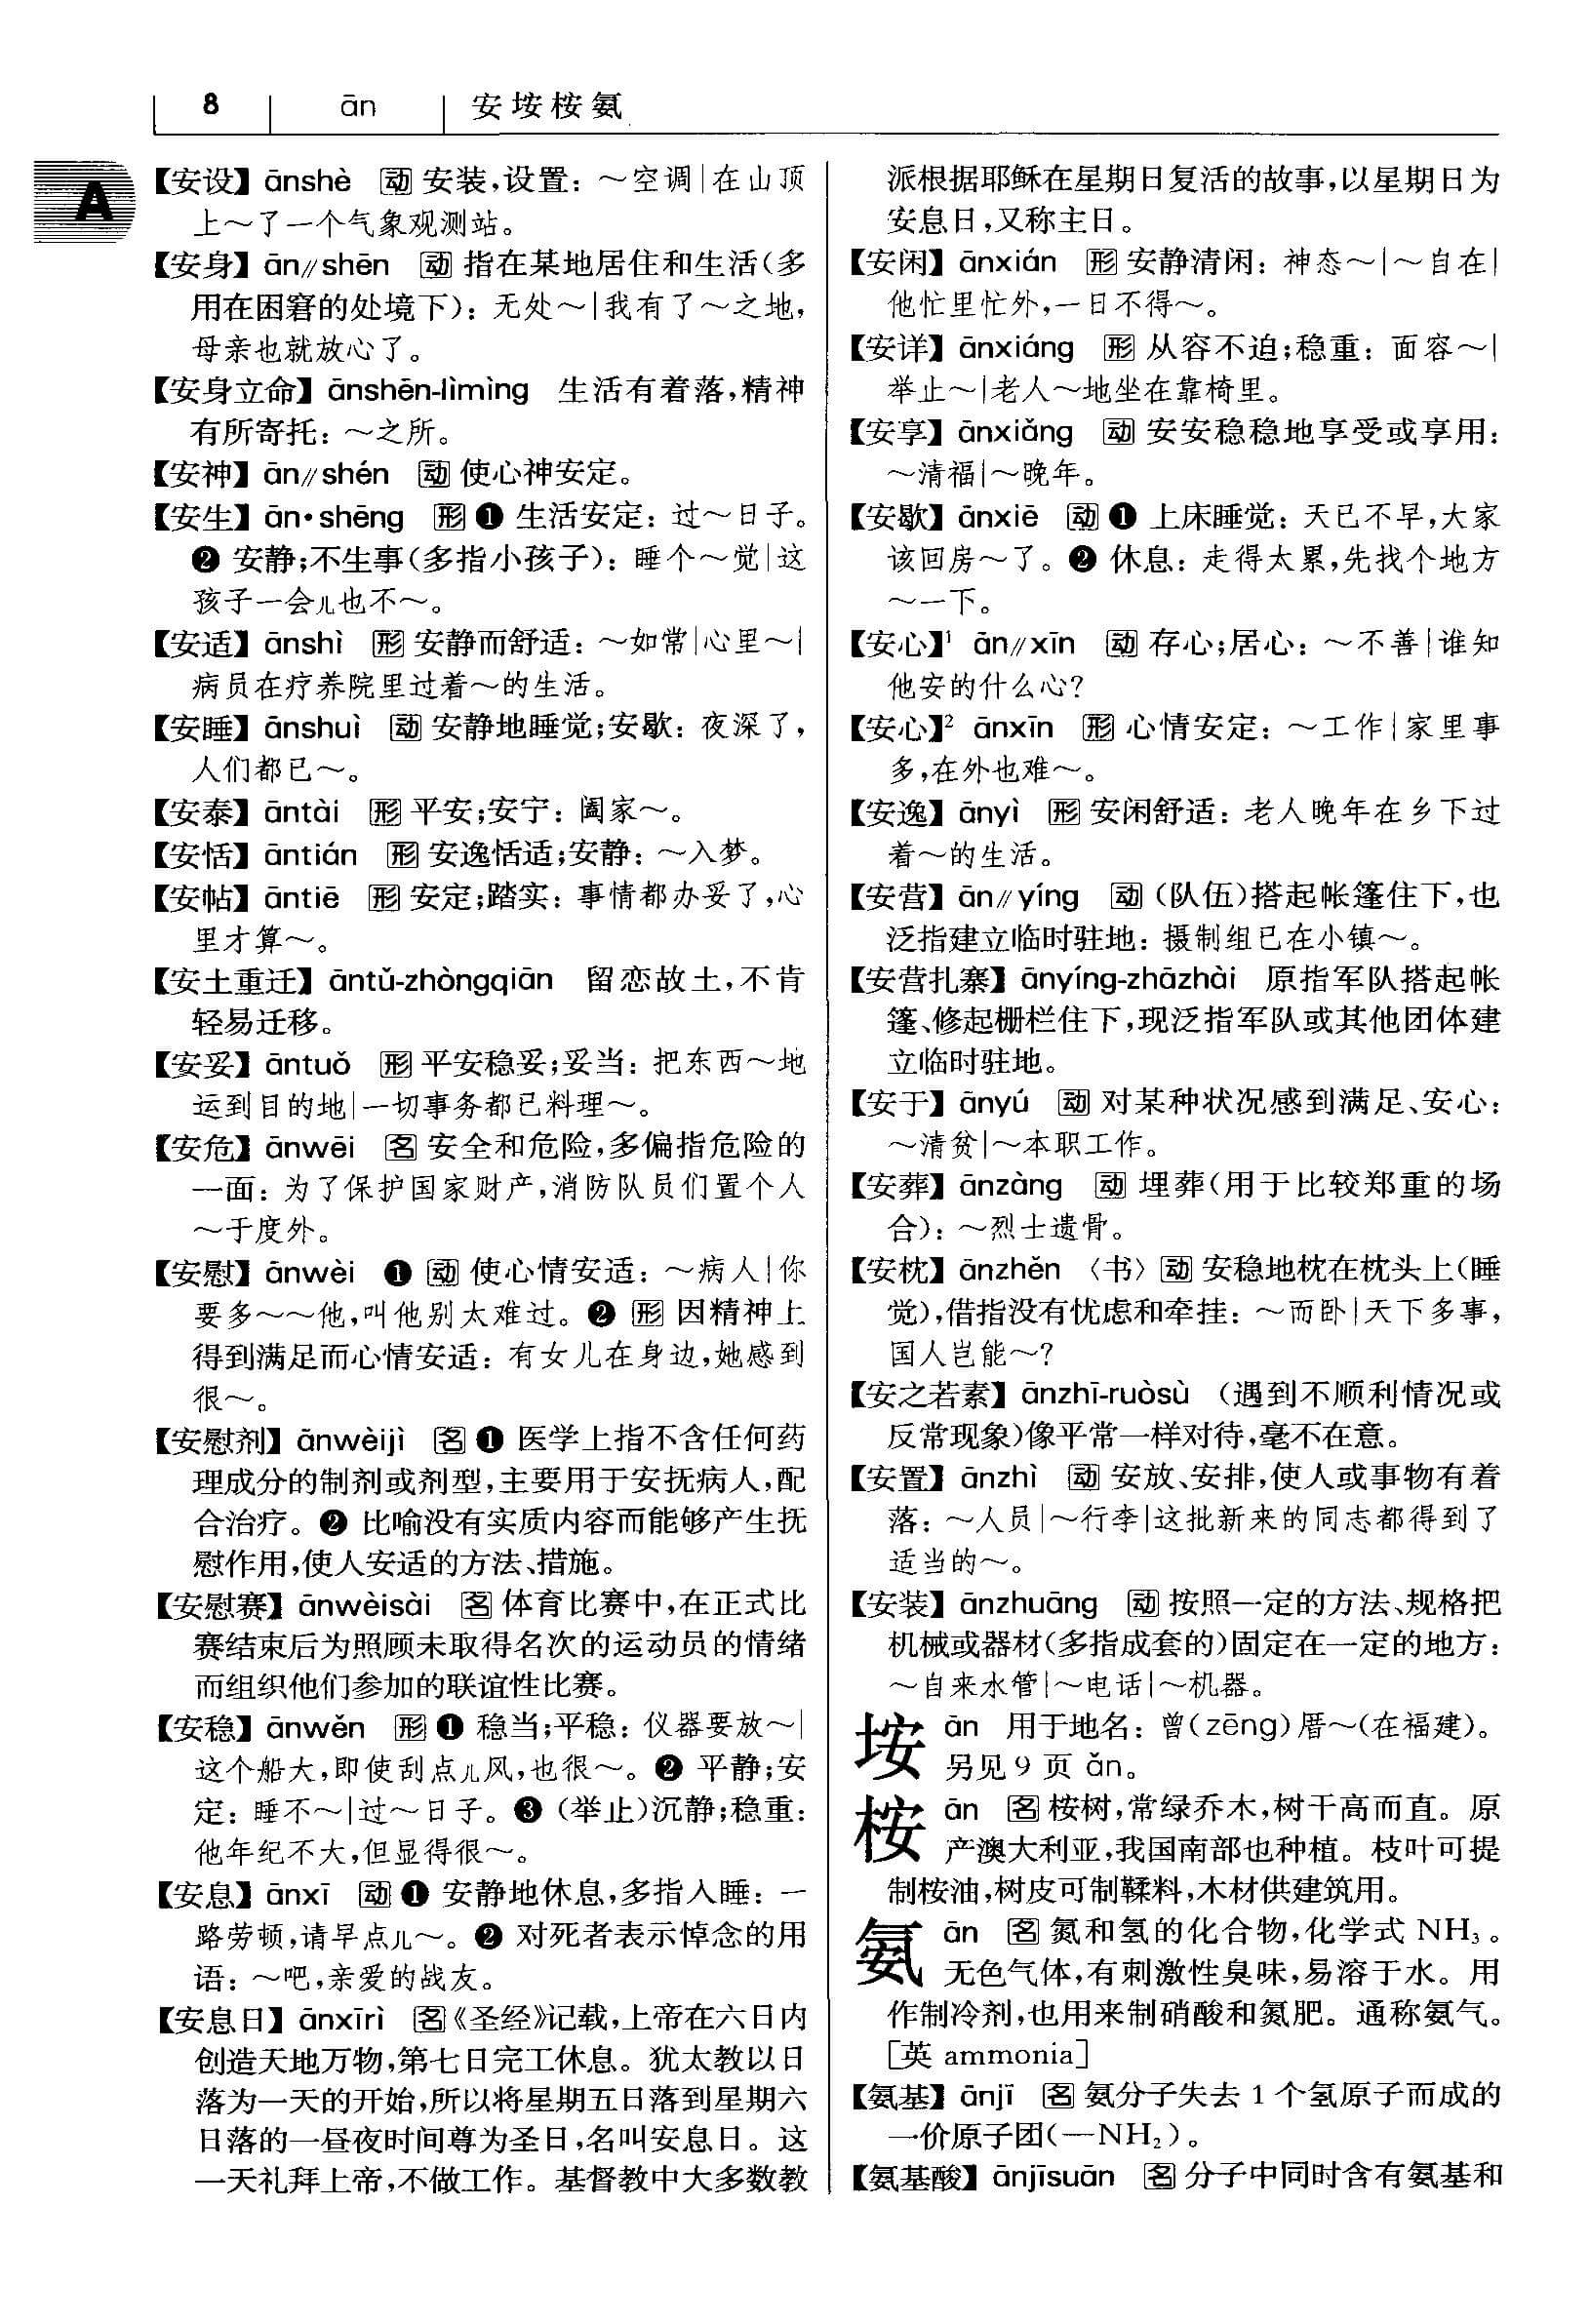 8 ān 安垵桉氨
A
【安设】ānshè 动 安装,设置：～空调|在山顶
上～了一个气象观测站。
【安身】ān∥shēn 动 指在某地居住和生活(多
用在困窘的处境下)：无处～|我有了～之地,
母亲也就放心了。
【安身立命】ānshēn-lìmìng 生活有着落,精神
有所寄托：～之所。
【安神】ān∥shén 动 使心神安定。
【安生】ān·shēng 形 ❶ 生活安定：过～日子。
❷ 安静;不生事(多指小孩子)：睡个～觉|这
孩子一会儿也不～。
【安适】ānshì 形 安静而舒适：～如常|心里～|
病员在疗养院里过着～的生活。
【安睡】ānshuì 动 安静地睡觉;安歇：夜深了,
人们都已～。
【安泰】āntài 形 平安;安宁：阖家～。
【安恬】āntián 形 安逸恬适;安静：～入梦。
【安帖】āntiē 形 安定;踏实：事情都办妥了,心
里才算～。
【安土重迁】āntǔ-zhòngqiān 留恋故土,不肯
轻易迁移。
【安妥】āntuǒ 形 平安稳妥;妥当：把东西～地
运到目的地|一切事务都已料理～。
【安危】ānwēi 名 安全和危险,多偏指危险的
一面：为了保护国家财产,消防队员们置个人
～于度外。
【安慰】ānwèi ❶ 动 使心情安适：～病人|你
要多～～他,叫他别太难过。❷ 形 因精神上
得到满足而心情安适：有女儿在身边,她感到
很～。
【安慰剂】ānwèijì 名 ❶ 医学上指不含任何药
理成分的制剂或剂型,主要用于安抚病人,配
合治疗。❷ 比喻没有实质内容而能够产生抚
慰作用,使人安适的方法、措施。
【安慰赛】ānwèisài 名 体育比赛中,在正式比
赛结束后为照顾未取得名次的运动员的情绪
而组织他们参加的联谊性比赛。
【安稳】ānwěn 形 ❶ 稳当;平稳：仪器要放～|
这个船大,即使刮点儿风,也很～。❷ 平静;安
定：睡不～|过～日子。❸ (举止)沉静;稳重：
他年纪不大,但显得很～。
【安息】ānxī 动 ❶ 安静地休息,多指入睡：一
路劳顿,请早点儿～。❷ 对死者表示悼念的用
语：～吧,亲爱的战友。
【安息日】ānxīrì 名《圣经》记载,上帝在六日内
创造天地万物,第七日完工休息。犹太教以日
落为一天的开始,所以将星期五日落到星期六
日落的一昼夜时间尊为圣日,名叫安息日。这
一天礼拜上帝,不做工作。基督教中大多数教
派根据耶稣在星期日复活的故事,以星期日为
安息日,又称主日。
【安闲】ānxián 形 安静清闲：神态～|～自在|
他忙里忙外,一日不得～。
【安详】ānxiáng 形 从容不迫;稳重：面容～|
举止～|老人～地坐在靠椅里。
【安享】ānxiǎng 动 安安稳稳地享受或享用：
～清福|～晚年。
【安歇】ānxiē 动 ❶ 上床睡觉：天已不早,大家
该回房～了。❷ 休息：走得太累,先找个地方
～一下。
【安心】¹ ān∥xīn 动 存心;居心：～不善|谁知
他安的什么心?
【安心】² ānxīn 形 心情安定：～工作|家里事
多,在外也难～。
【安逸】ānyì 形 安闲舒适：老人晚年在乡下过
着～的生活。
【安营】ān∥yíng 动 (队伍)搭起帐篷住下,也
泛指建立临时驻地：摄制组已在小镇～。
【安营扎寨】ānyíng-zhāzhài 原指军队搭起帐
篷、修起栅栏住下,现泛指军队或其他团体建
立临时驻地。
【安于】ānyú 动 对某种状况感到满足、安心：
～清贫|～本职工作。
【安葬】ānzàng 动 埋葬(用于比较郑重的场
合)：～烈士遗骨。
【安枕】ānzhěn 〈书〉动 安稳地枕在枕头上(睡
觉),借指没有忧虑和牵挂：～而卧|天下多事,
国人岂能～?
【安之若素】ānzhī-ruòsù (遇到不顺利情况或
反常现象)像平常一样对待,毫不在意。
【安置】ānzhì 动 安放、安排,使人或事物有着
落：～人员|～行李|这批新来的同志都得到了
适当的～。
【安装】ānzhuāng 动 按照一定的方法、规格把
机械或器材(多指成套的)固定在一定的地方：
～自来水管|～电话|～机器。
垵 ān 用于地名：曾(zēng)厝～(在福建)。
另见 9 页 ǎn。
桉 ān 名 桉树,常绿乔木,树干高而直。原
产澳大利亚,我国南部也种植。枝叶可提
制桉油,树皮可制鞣料,木材供建筑用。
氨 ān 名 氮和氢的化合物,化学式 NH₃。
无色气体,有刺激性臭味,易溶于水。用
作制冷剂,也用来制硝酸和氮肥。通称氨气。
[英 ammonia]
【氨基】ānjī 名 氨分子失去 1 个氢原子而成的
一价原子团(—NH₂)。
【氨基酸】ānjīsuān 名 分子中同时含有氨基和